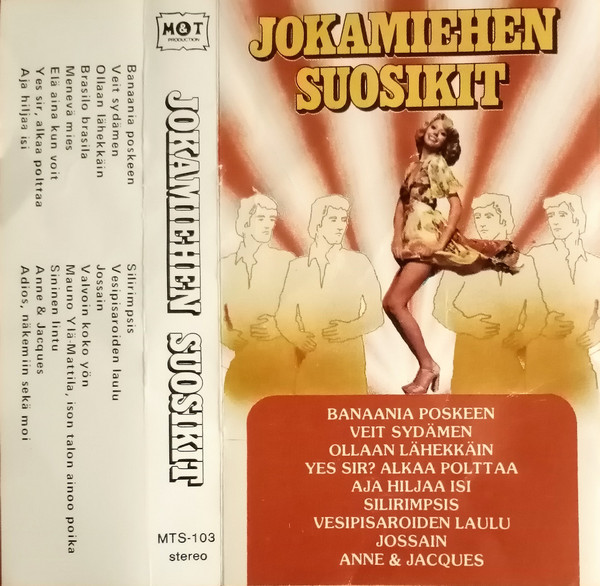 Banaania poskeen
Veit sydämen
Ollaan lähekkäin
Brasilo brasila
Menevä mies
Elä aina kun voit
Yes sir, alkaa polttaa
Aja hiljaa isi
Silirimpsis
Vesipisaroiden laulu
Jossain
Valvoin koko yön
Mauno Ylä-Mattila, ison talon ainoo poika
Sininen lintu
Anne & Jacques
Adios, näkemiin sekä moi
M&T
PRODUCTION
JOKAMIEHEN SUOSIKIT
MTS-103
stereo
JOKAMIEHEN
SUOSIKIT
BANAANIA POSKEEN
VEIT SYDÄMEN
OLLAAN LÄHEKKÄIN
YES SIR? ALKAA POLTTAA
AJA HILJAA ISI
SILIRIMPSIS
VESIPISAROIDEN LAULU
JOSSAIN
ANNE & JACQUES